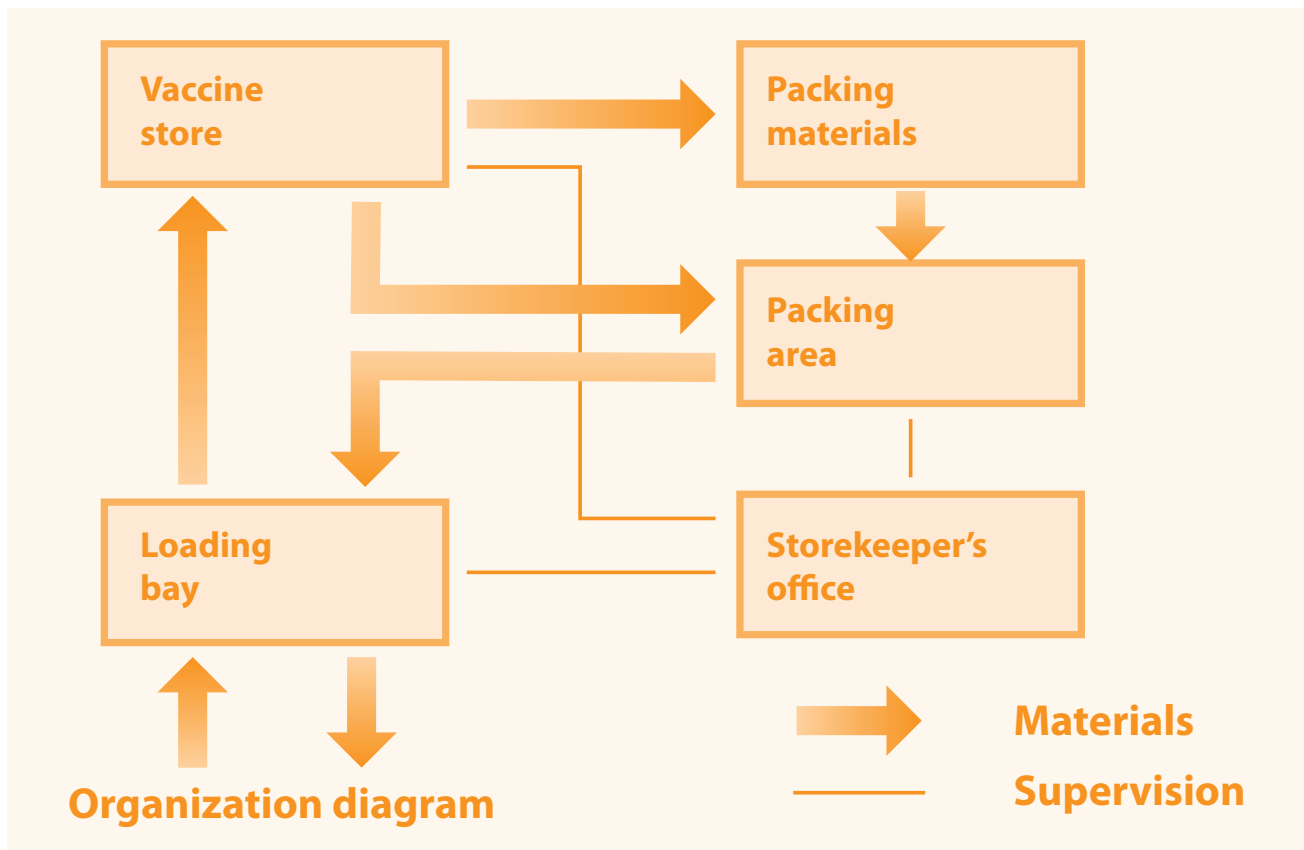 Vaccine
store
Packing
materials
Packing
area
Loading
bay
Storekeeper’s
office
Materials
Supervision
Organization diagram